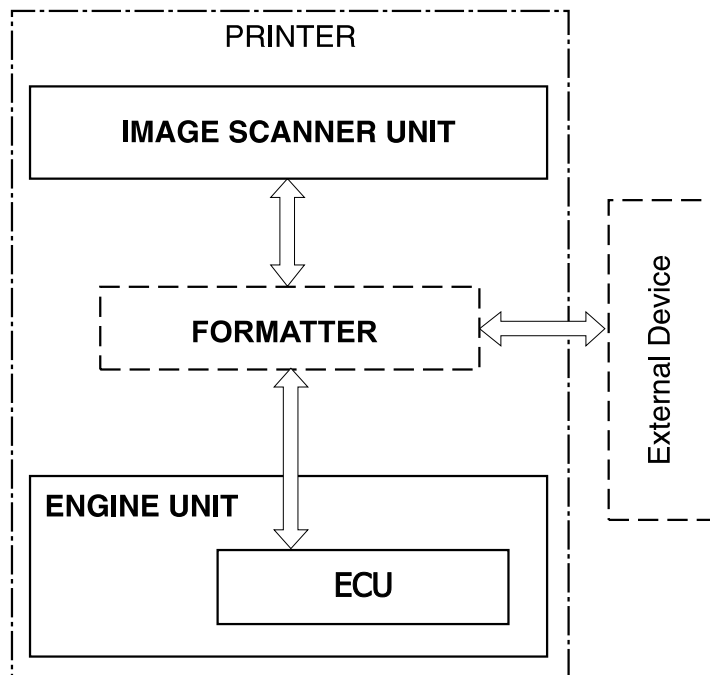 PRINTER
IMAGE SCANNER UNIT
FORMATTER
External Device
ENGINE UNIT
ECU